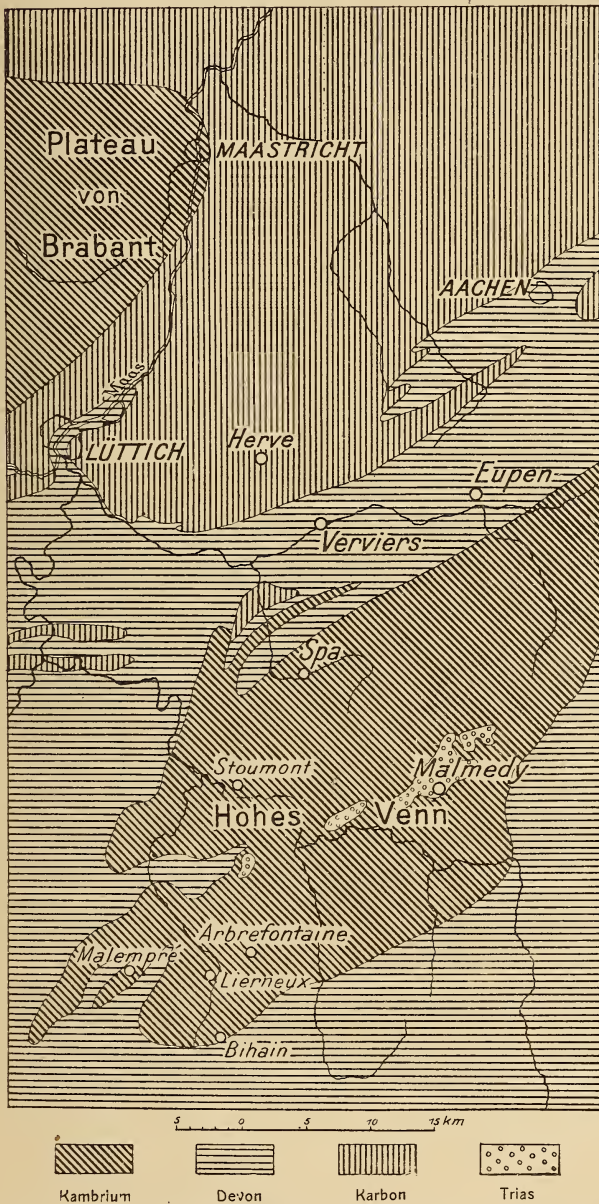 Plateau
von
Brabant
MAASTRICHT
AACHEN
Maas
LÜTTICH
Herve
Eupen
Verviers
Spa
Stoumont
Malmedy
Hohes Venn
Arbrefontaine
Malempré
Lierneux
Bihain
5 0 5 10 15 km
Kambrium Devon Karbon Trias